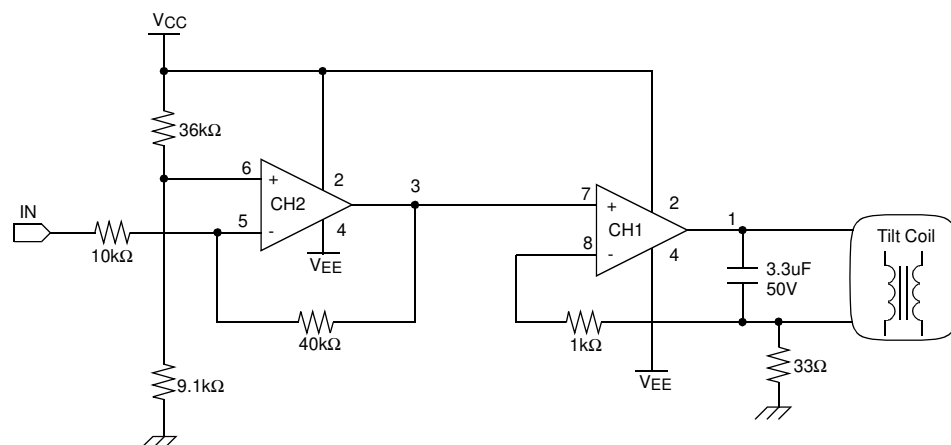 VCC
36kΩ
6
+
2
3
7
+
2
1
IN
5
-
CH2
4
VEE
8
-
CH1
4
Tilt Coil
10kΩ
3.3uF
50V
40kΩ
1kΩ
9.1kΩ
VEE
33Ω